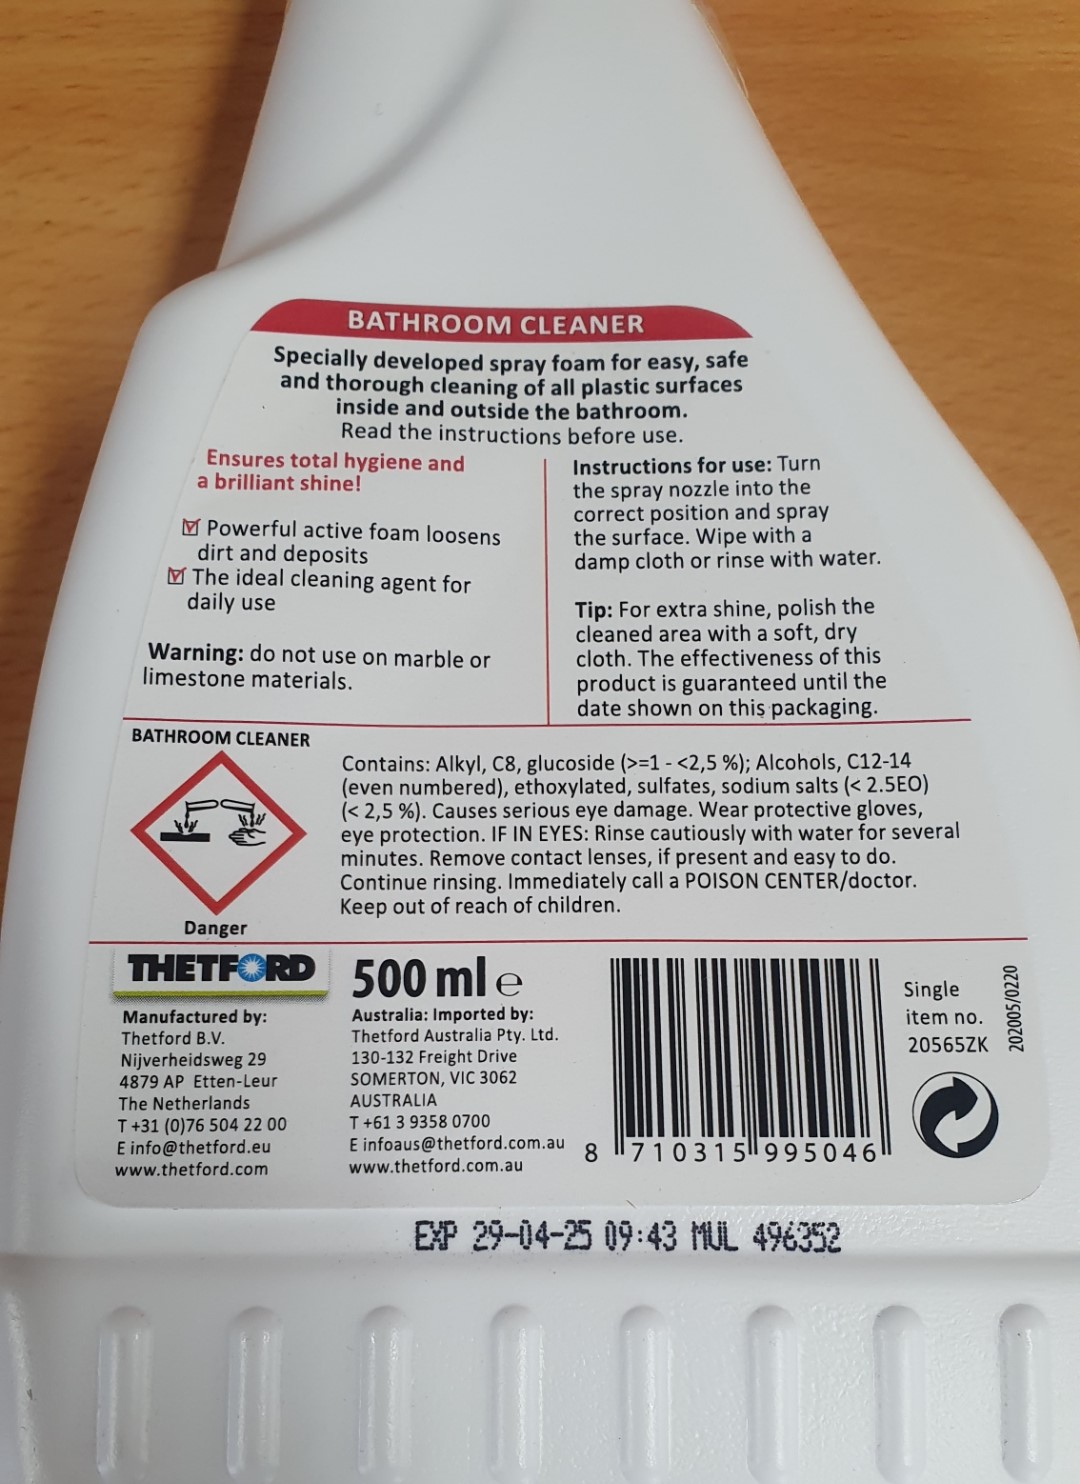 BATHROOM CLEANER
Specially developed spray foam for easy, safe
and thorough cleaning of all plastic surfaces
inside and outside the bathroom.
Read the instructions before use.
Ensures total hygiene and
a brilliant shine!
Powerful active foam loosens
dirt and deposits
The ideal cleaning agent for
daily use
Warning: do not use on marble or
limestone materials.
Instructions for use: Turn
the spray nozzle into the
correct position and spray
the surface. Wipe with a
damp cloth or rinse with water.
Tip: For extra shine, polish the
cleaned area with a soft, dry
cloth. The effectiveness of this
product is guaranteed until the
date shown on this packaging.
BATHROOM CLEANER
Danger
Contains: Alkyl, C8, glucoside (>=1 - <2,5 %); Alcohols, C12-14
(even numbered), ethoxylated, sulfates, sodium salts (< 2.5EO)
(< 2,5 %). Causes serious eye damage. Wear protective gloves,
eye protection. IF IN EYES: Rinse cautiously with water for several
minutes. Remove contact lenses, if present and easy to do.
Continue rinsing. Immediately call a POISON CENTER/doctor.
Keep out of reach of children.
THETFORD
Manufactured by:
Thetford B.V.
Nijverheidsweg 29
4879 AP Etten-Leur
The Netherlands
T +31 (0)76 504 22 00
E info@thetford.eu
www.thetford.com
500 ml ℮
Australia: Imported by:
Thetford Australia Pty. Ltd.
130-132 Freight Drive
SOMERTON, VIC 3062
AUSTRALIA
T +61 3 9358 0700
E infoaus@thetford.com.au
www.thetford.com.au
8 710315 995046
Single
item no.
20565ZK
202005/0220
EXP 29-04-25 09:43 MUL 496352